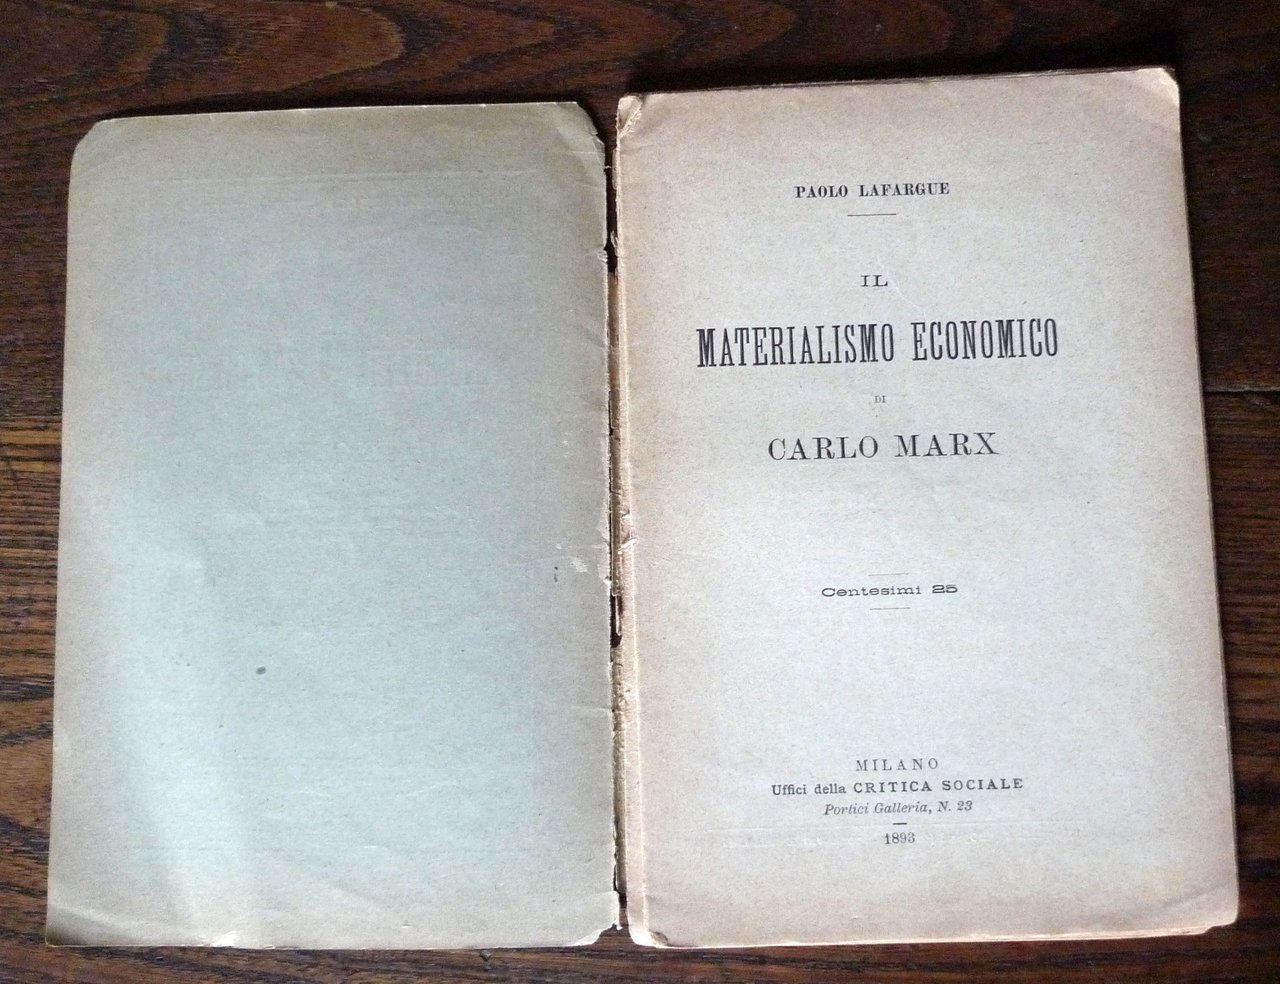 PAOLO LAFARGUE
IL
MATERIALISMO ECONOMICO
DI
CARLO MARX
Centesimi 25
MILANO
Uffici della CRITICA SOCIALE
Portici Galleria, N. 23
1893